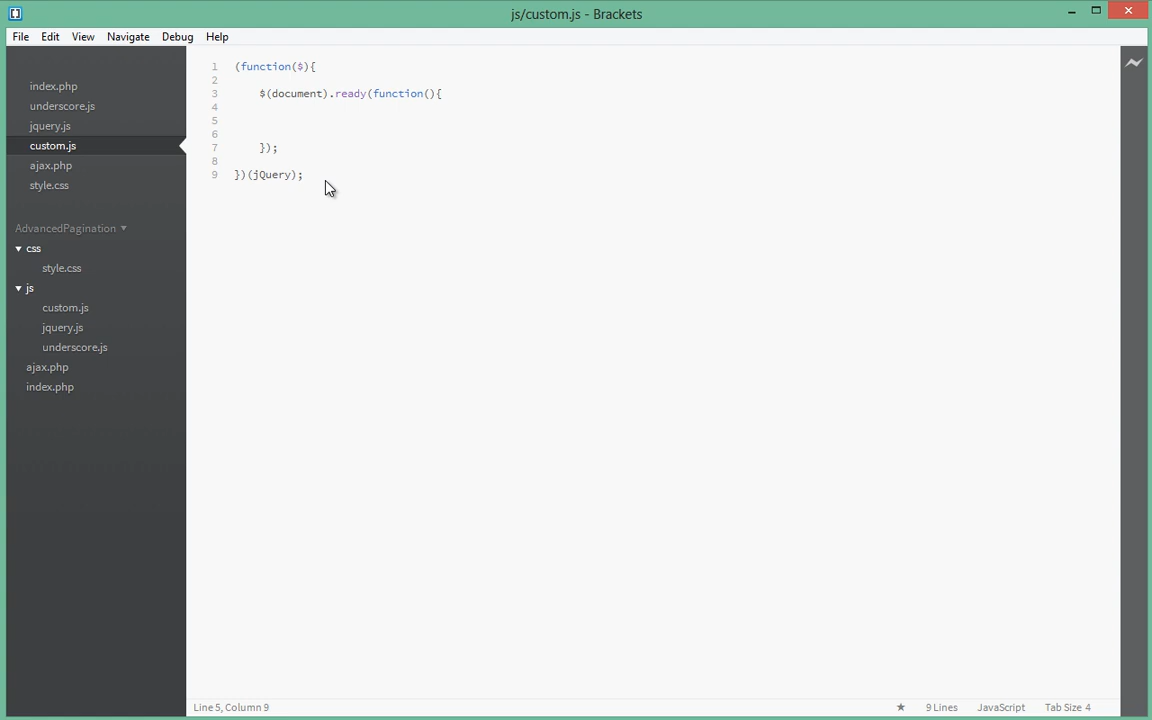 js/custom.js - Brackets
File Edit View Navigate Debug Help
index.php
underscore.js
jquery.js
custom.js
ajax.php
style.css
AdvancedPagination
css
style.css
js
custom.js
jquery.js
underscore.js
ajax.php
index.php
1 (function($){
2
3 $(document).ready(function(){
4
5
6
7 });
8
9 })(jQuery);
Line 5, Column 9
9 Lines JavaScript Tab Size 4